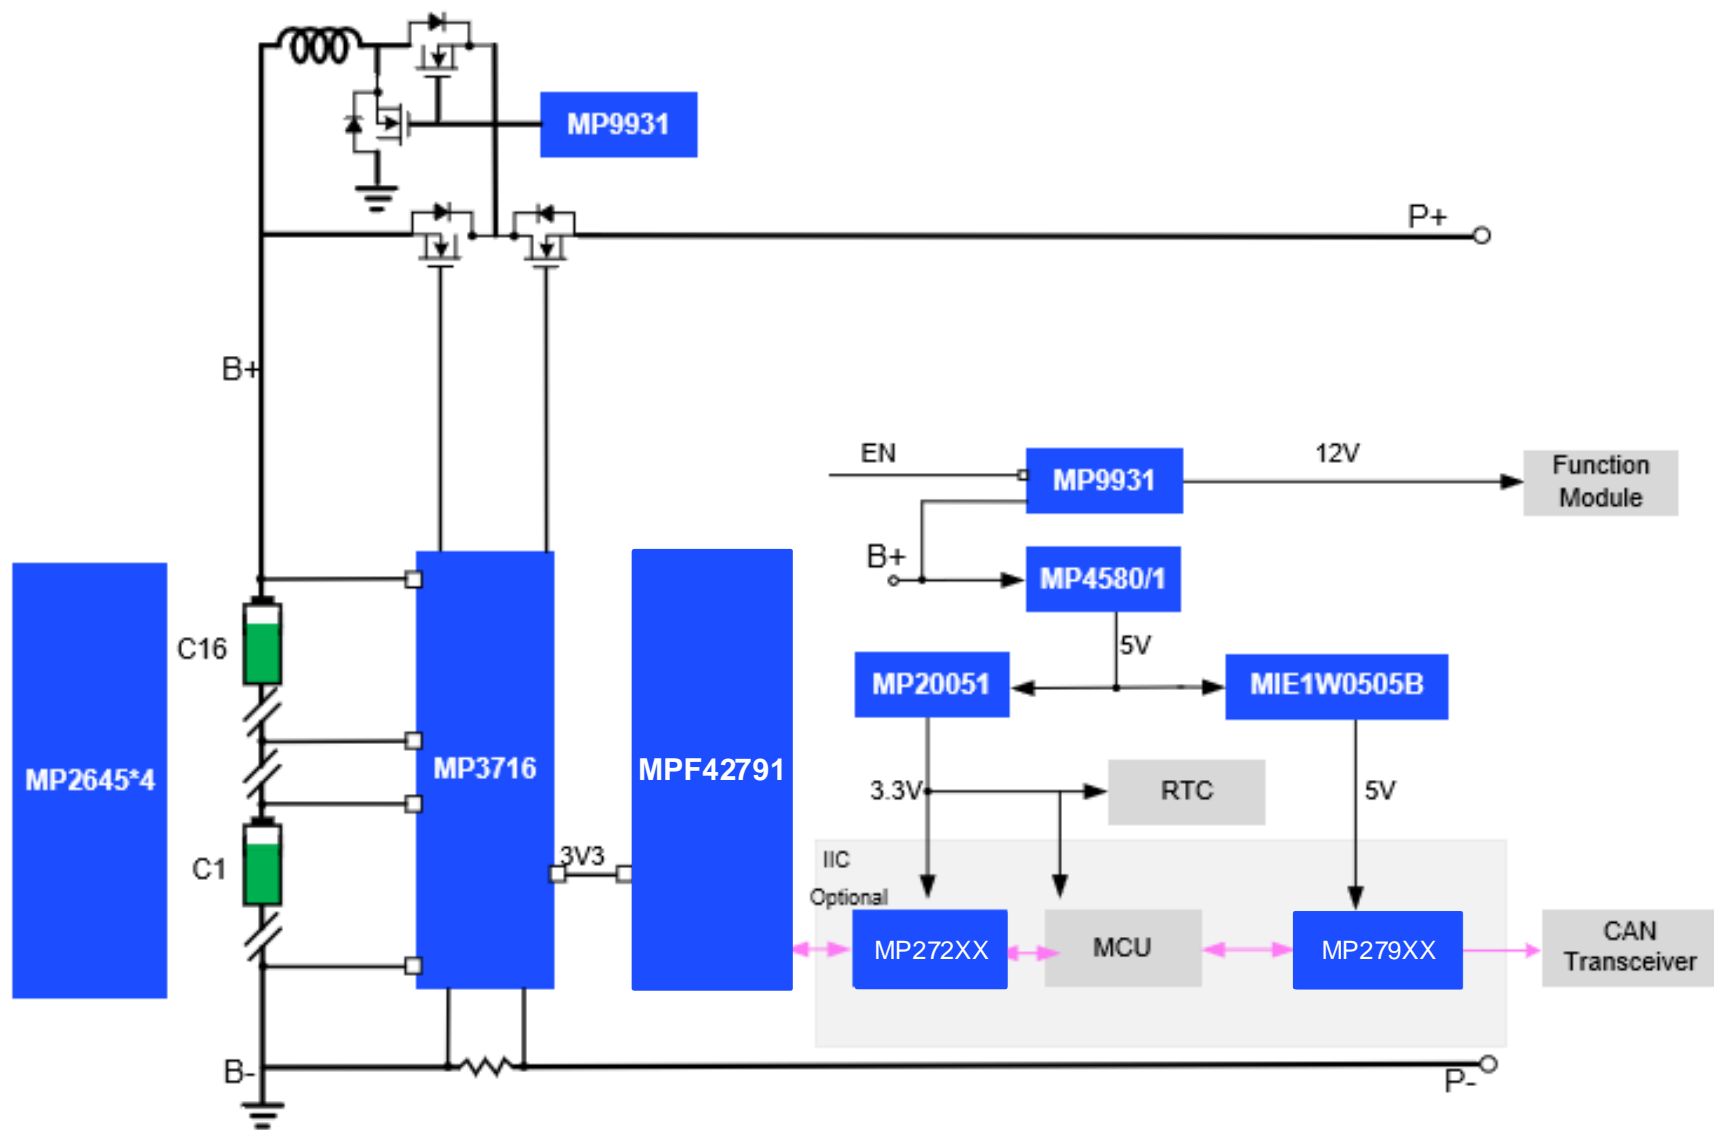 MP9931
P+
B+
EN
MP9931
12V
Function
Module
B+
MP4580/1
5V
C16
MP20051
MIE1W0505B
MP2645*4
MP3716
MPF42791
3.3V
RTC
5V
C1
3V3
IIC
Optional
MP272XX
MCU
MP279XX
CAN
Transceiver
B-
P-